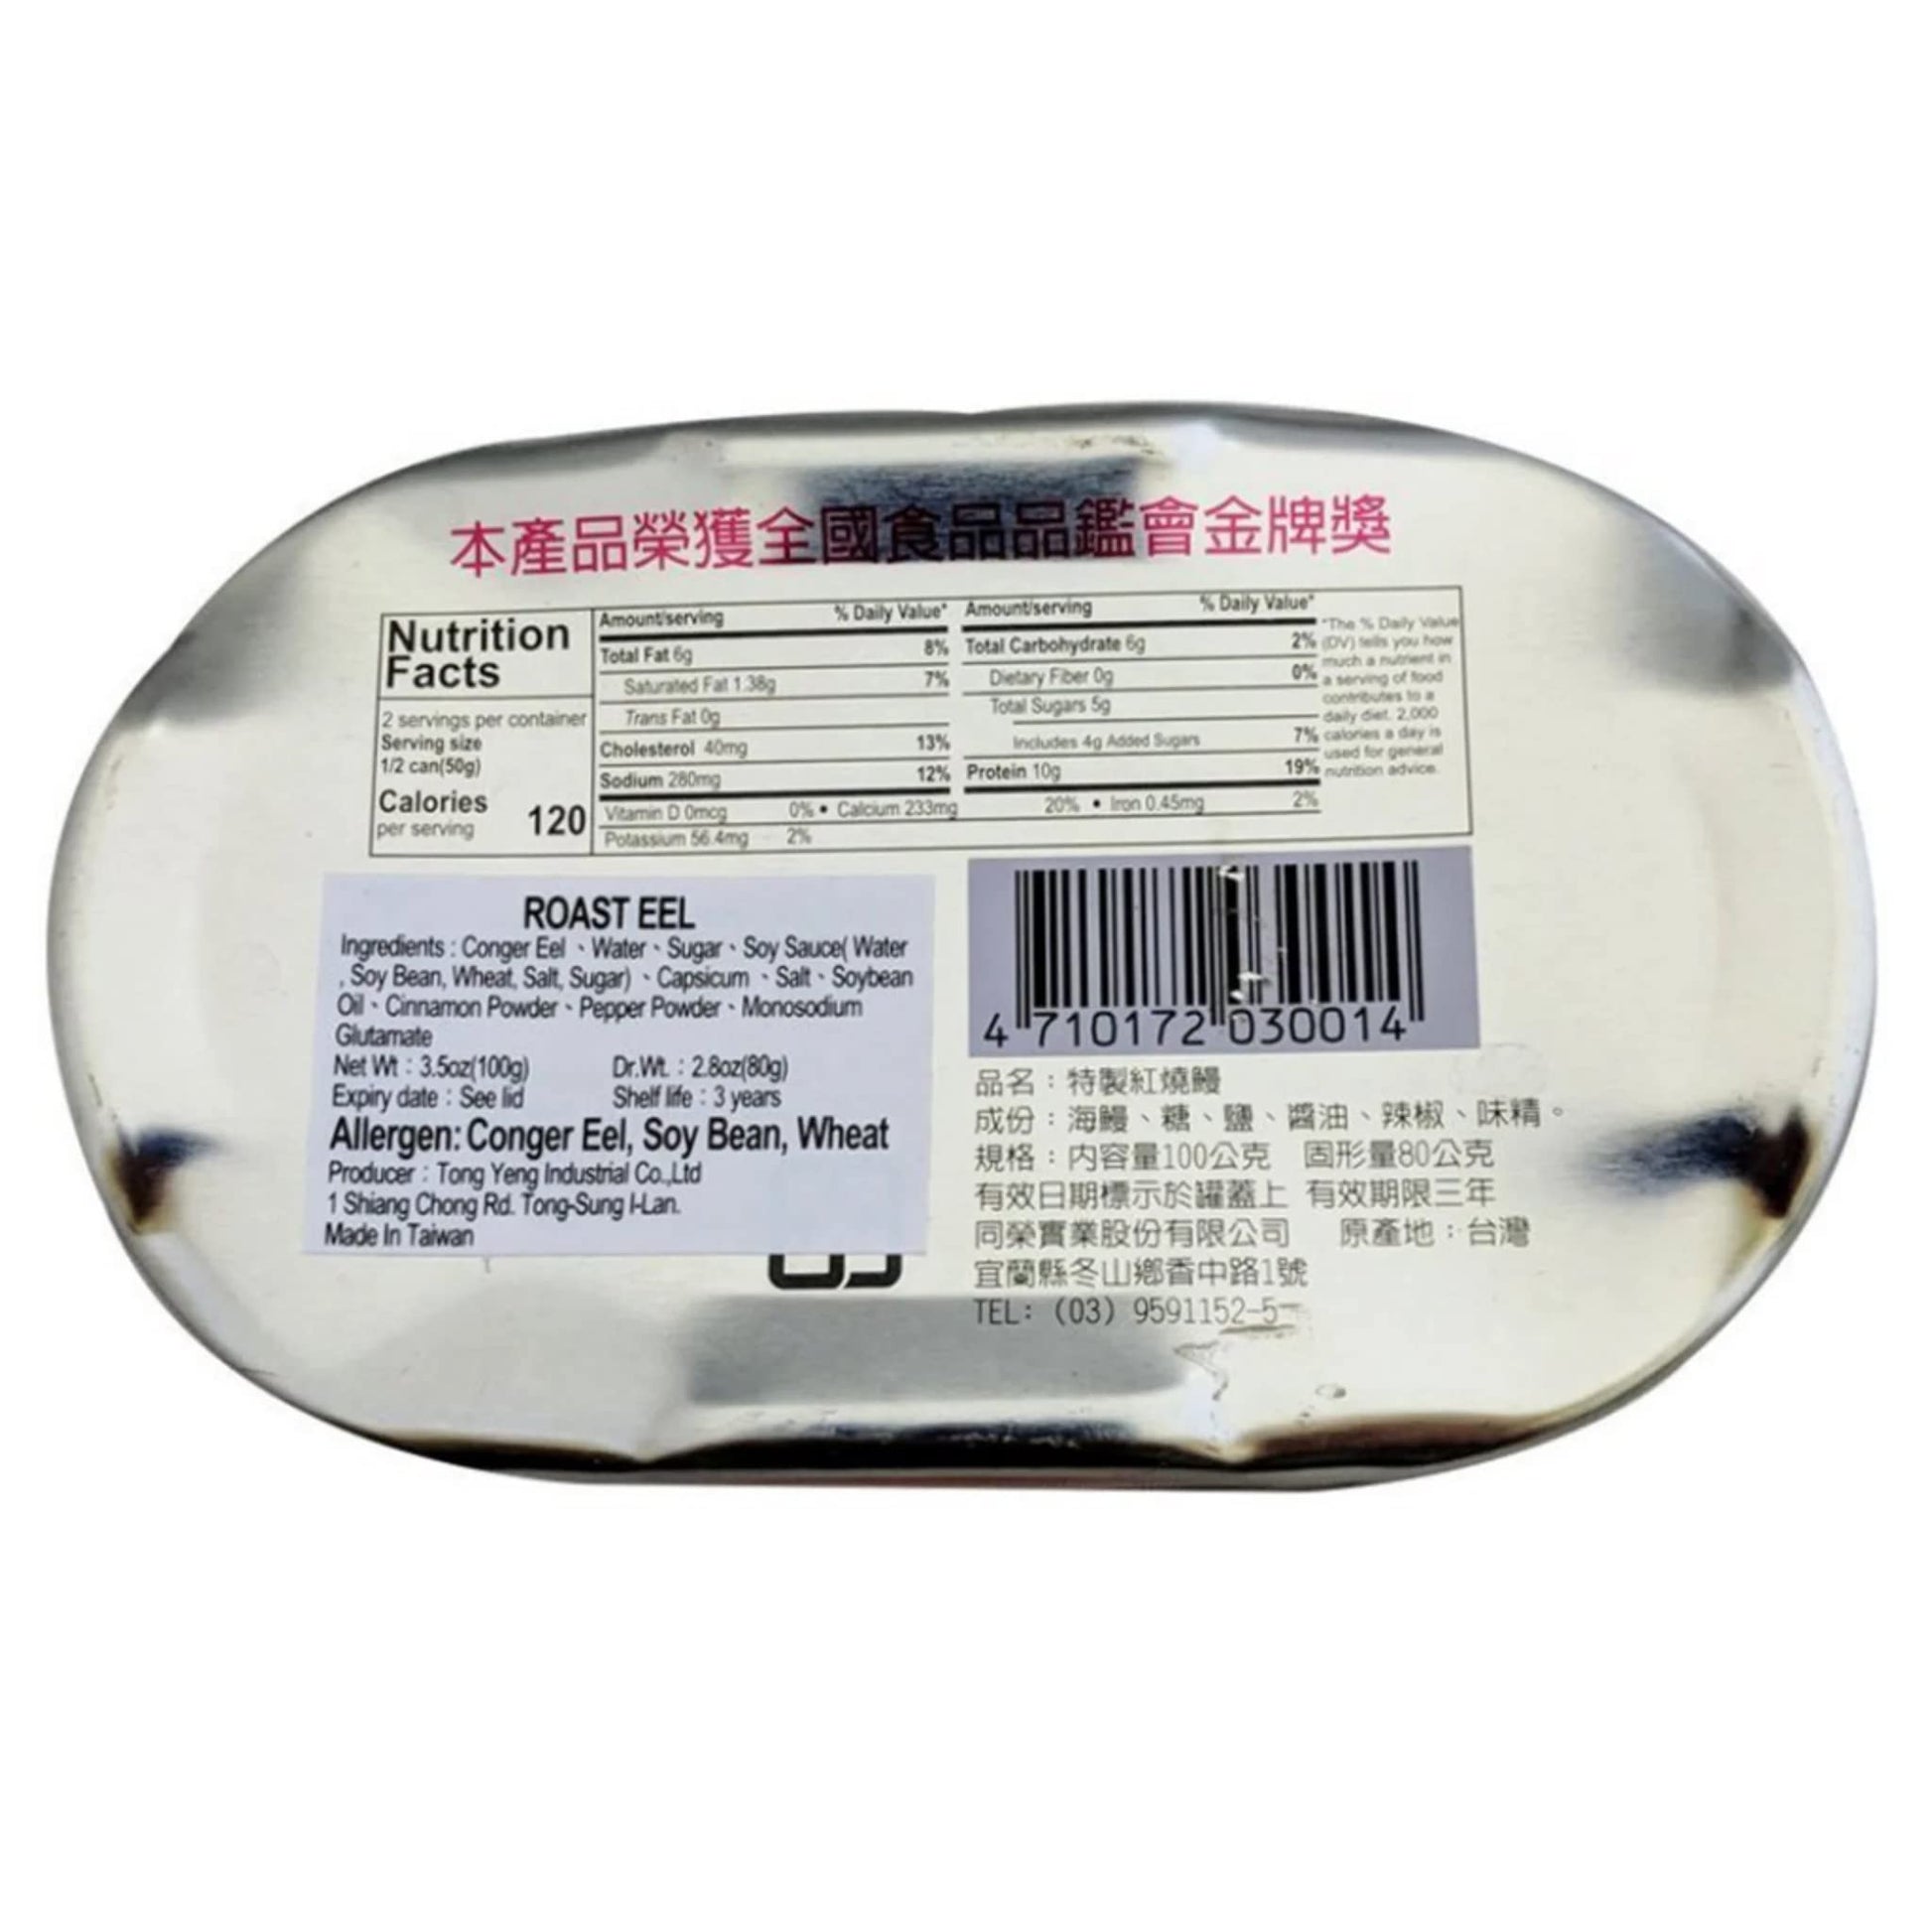 本產品榮獲全國食品品鑑會金牌獎
Nutrition
Facts
2 servings per container
Serving size
1/2 can(50g)
Calories
per serving 120
Amount/serving % Daily Value*
Total Fat 6g 8%
Saturated Fat 1.38g 7%
Trans Fat 0g
Cholesterol 40mg 13%
Sodium 280mg 12%
Amount/serving % Daily Value*
Total Carbohydrate 6g 2%
Dietary Fiber 0g 0%
Total Sugars 5g
Includes 4g Added Sugars 7%
Protein 10g 19%
Vitamin D 0mcg 0% • Calcium 233mg 20% • Iron 0.45mg 2%
Potassium 56.4mg 2%
*The % Daily Value
(DV) tells you how
much a nutrient in
a serving of food
contributes to a
daily diet. 2,000
calories a day is
used for general
nutrition advice.
ROAST EEL
Ingredients : Conger Eel 、Water、Sugar、Soy Sauce( Water
, Soy Bean, Wheat, Salt, Sugar) 、Capsicum 、Salt、Soybean
Oil、Cinnamon Powder、Pepper Powder、Monosodium
Glutamate
Net Wt : 3.5oz(100g) Dr.Wt. : 2.8oz(80g)
Expiry date : See lid Shelf life : 3 years
Allergen: Conger Eel, Soy Bean, Wheat
Producer : Tong Yeng Industrial Co.,Ltd
1 Shiang Chong Rd. Tong-Sung I-Lan.
Made In Taiwan
4 710172 030014
品名：特製紅燒鰻
成份：海鰻、糖、鹽、醬油、辣椒、味精。
規格：內容量100公克 固形量80公克
有效日期標示於罐蓋上 有效期限三年
同榮實業股份有限公司 原產地：台灣
宜蘭縣冬山鄉香中路1號
TEL: (03) 9591152-5